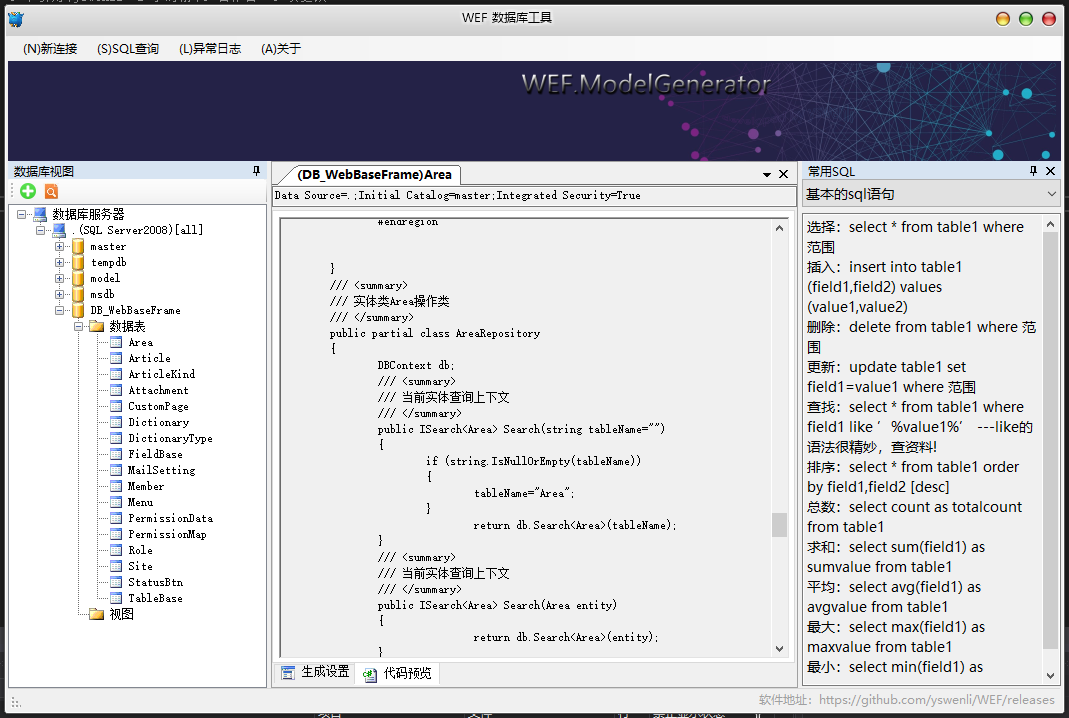 WEF 数据库工具
(N)新连接 (S)SQL查询 (L)异常日志 (A)关于
WEF.ModelGenerator
数据库视图
数据库服务器
.(SQL Server2008)[all]
master
tempdb
model
msdb
DB_WebBaseFrame
数据表
Area
Article
ArticleKind
Attachment
CustomPage
Dictionary
DictionaryType
FieldBase
MailSetting
Member
Menu
PermissionData
PermissionMap
Role
Site
StatusBtn
TableBase
视图
(DB_WebBaseFrame)Area
Data Source=.;Initial Catalog=master;Integrated Security=True
#endregion
}
/// <summary>
/// 实体类Area操作类
/// </summary>
public partial class AreaRepository
{
DBContext db;
/// <summary>
/// 当前实体查询上下文
/// </summary>
public ISearch<Area> Search(string tableName="")
{
if (string.IsNullOrEmpty(tableName))
{
tableName="Area";
}
return db.Search<Area>(tableName);
}
/// <summary>
/// 当前实体查询上下文
/// </summary>
public ISearch<Area> Search(Area entity)
{
return db.Search<Area>(entity);
}
生成设置 代码预览
常用SQL
基本的sql语句
选择：select * from table1 where
范围
插入：insert into table1
(field1,field2) values
(value1,value2)
删除：delete from table1 where 范
围
更新：update table1 set
field1=value1 where 范围
查找：select * from table1 where
field1 like ’%value1%’ ---like的
语法很精妙，查资料!
排序：select * from table1 order
by field1,field2 [desc]
总数：select count as totalcount
from table1
求和：select sum(field1) as
sumvalue from table1
平均：select avg(field1) as
avgvalue from table1
最大：select max(field1) as
maxvalue from table1
最小：select min(field1) as
软件地址：https://github.com/yswenli/WEF/releases